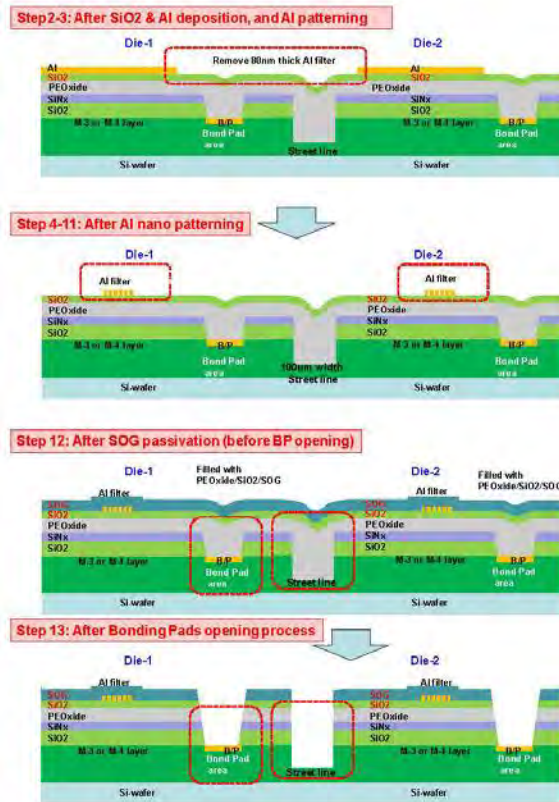 Step2-3: After SiO2 & Al deposition, and Al patterning
Die-1
Die-2
Remove 80nm thick Al filter
Al
SiO2
PEOxide
SiNx
SiO2
M-3 or M-4 layer
B/P
Bond Pad
area
Street line
Al
SiO2
PEOxide
SiNx
SiO2
M-3 or M-4 layer
B/P
Bond Pad
area
Si-wafer
Si-wafer
Step 4-11: After Al nano patterning
Die-1
Die-2
Al filter
Al filter
SiO2
PEOxide
SiNx
SiO2
M-3 or M-4 layer
B/P
Bond Pad
area
100um width
Street line
SiO2
PEOxide
SiNx
SiO2
M-3 or M-4 layer
B/P
Bond Pad
area
Si-wafer
Si-wafer
Step 12: After SOG passivation (before BP opening)
Die-1
Filled with
PEOxide/SiO2/SOG
Die-2
Filled with
PEOxide/SiO2/SOG
Al filter
Al filter
SOG
SiO2
PEOxide
SiNx
SiO2
M-3 or M-4 layer
B/P
Bond Pad
area
Street line
SOG
SiO2
PEOxide
SiNx
SiO2
M-3 or M-4 layer
B/P
Bond Pad
area
Si-wafer
Si-wafer
Step 13: After Bonding Pads opening process
Die-1
Die-2
Al filter
Al filter
SOG
SiO2
PEOxide
SiNx
SiO2
M-3 or M-4 layer
B/P
Bond Pad
area
Street line
SOG
SiO2
PEOxide
SiNx
SiO2
M-3 or M-4 layer
B/P
Bond Pad
area
Si-wafer
Si-wafer